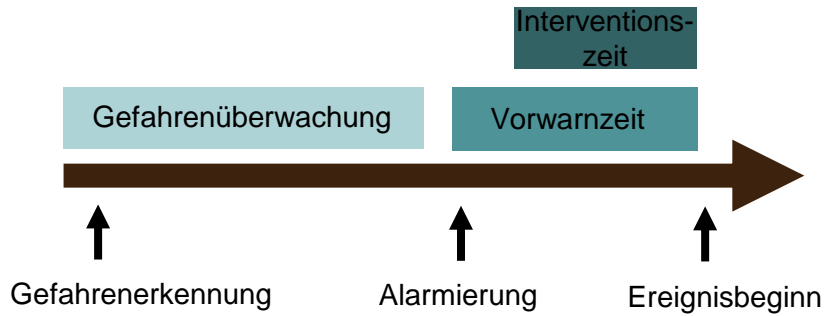 Interventions-
zeit
Gefahrenüberwachung
Vorwarnzeit
Gefahrenerkennung
Alarmierung
Ereignisbeginn